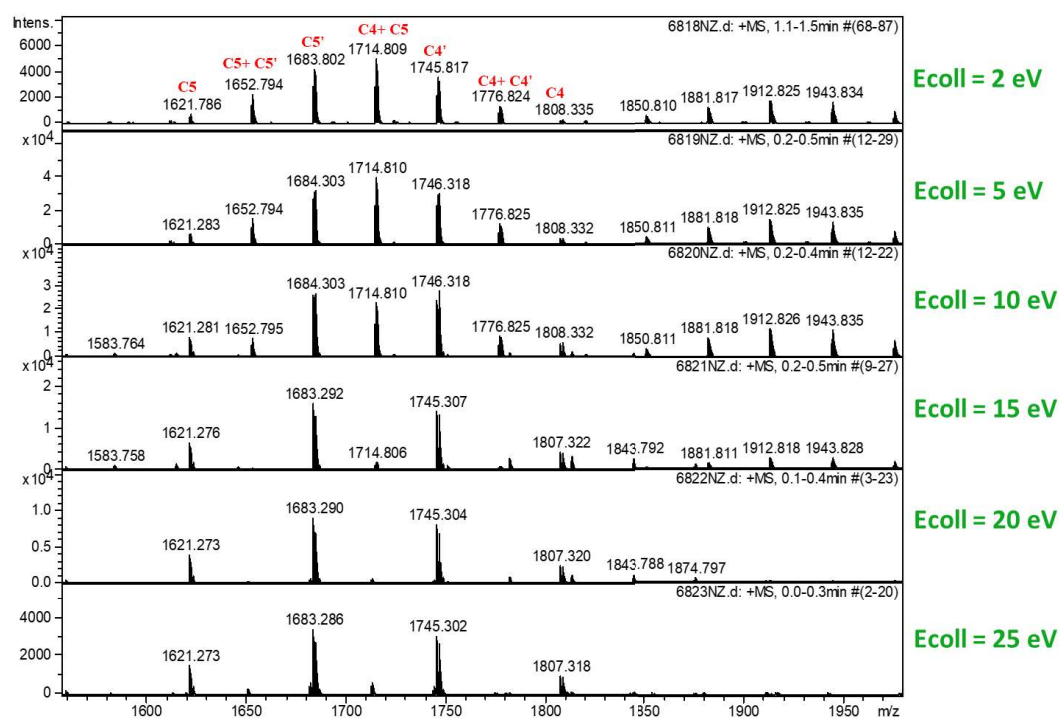 Intens.
6818NZ.d: +MS, 1.1-1.5min #(68-87)
C5 C5+ C5' C5' C4+ C5 C4' C4+ C4' C4
1621.786 1652.794 1683.802 1714.809 1745.817 1776.824 1808.335 1850.810 1881.817 1912.825 1943.834
6000
4000
2000
0
Ecoll = 2 eV
x10⁴
6819NZ.d: +MS, 0.2-0.5min #(12-29)
1621.283 1652.794 1684.303 1714.810 1746.318 1776.825 1808.332 1850.811 1881.818 1912.825 1943.835
4
2
0
Ecoll = 5 eV
x10⁴
6820NZ.d: +MS, 0.2-0.4min #(12-22)
1583.764 1621.281 1652.795 1684.303 1714.810 1746.318 1776.825 1808.332 1850.811 1881.818 1912.826 1943.835
3
2
1
0
Ecoll = 10 eV
x10⁴
6821NZ.d: +MS, 0.2-0.5min #(9-27)
1583.758 1621.276 1683.292 1714.806 1745.307 1807.322 1843.792 1881.811 1912.818 1943.828
2
1
0
Ecoll = 15 eV
x10⁴
6822NZ.d: +MS, 0.1-0.4min #(3-23)
1621.273 1683.290 1745.304 1807.320 1843.788 1874.797
1.0
0.5
0.0
Ecoll = 20 eV
6823NZ.d: +MS, 0.0-0.3min #(2-20)
1621.273 1683.286 1745.302 1807.318
4000
2000
0
Ecoll = 25 eV
1600 1650 1700 1750 1800 1850 1900 1950 m/z